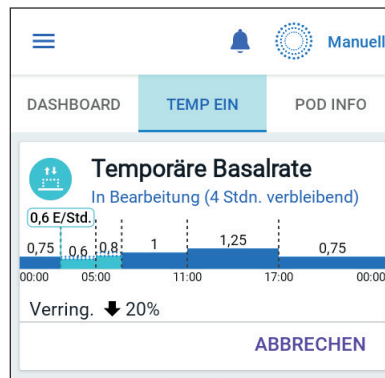 Manuell
DASHBOARD TEMP EIN POD INFO
Temporäre Basalrate
In Bearbeitung (4 Stdn. verbleibend)
0,6 E/Std.
0,75 0,6 0,8 1 1,25 0,75
00:00 05:00 11:00 17:00 00:00
Verring. 20%
ABBRECHEN